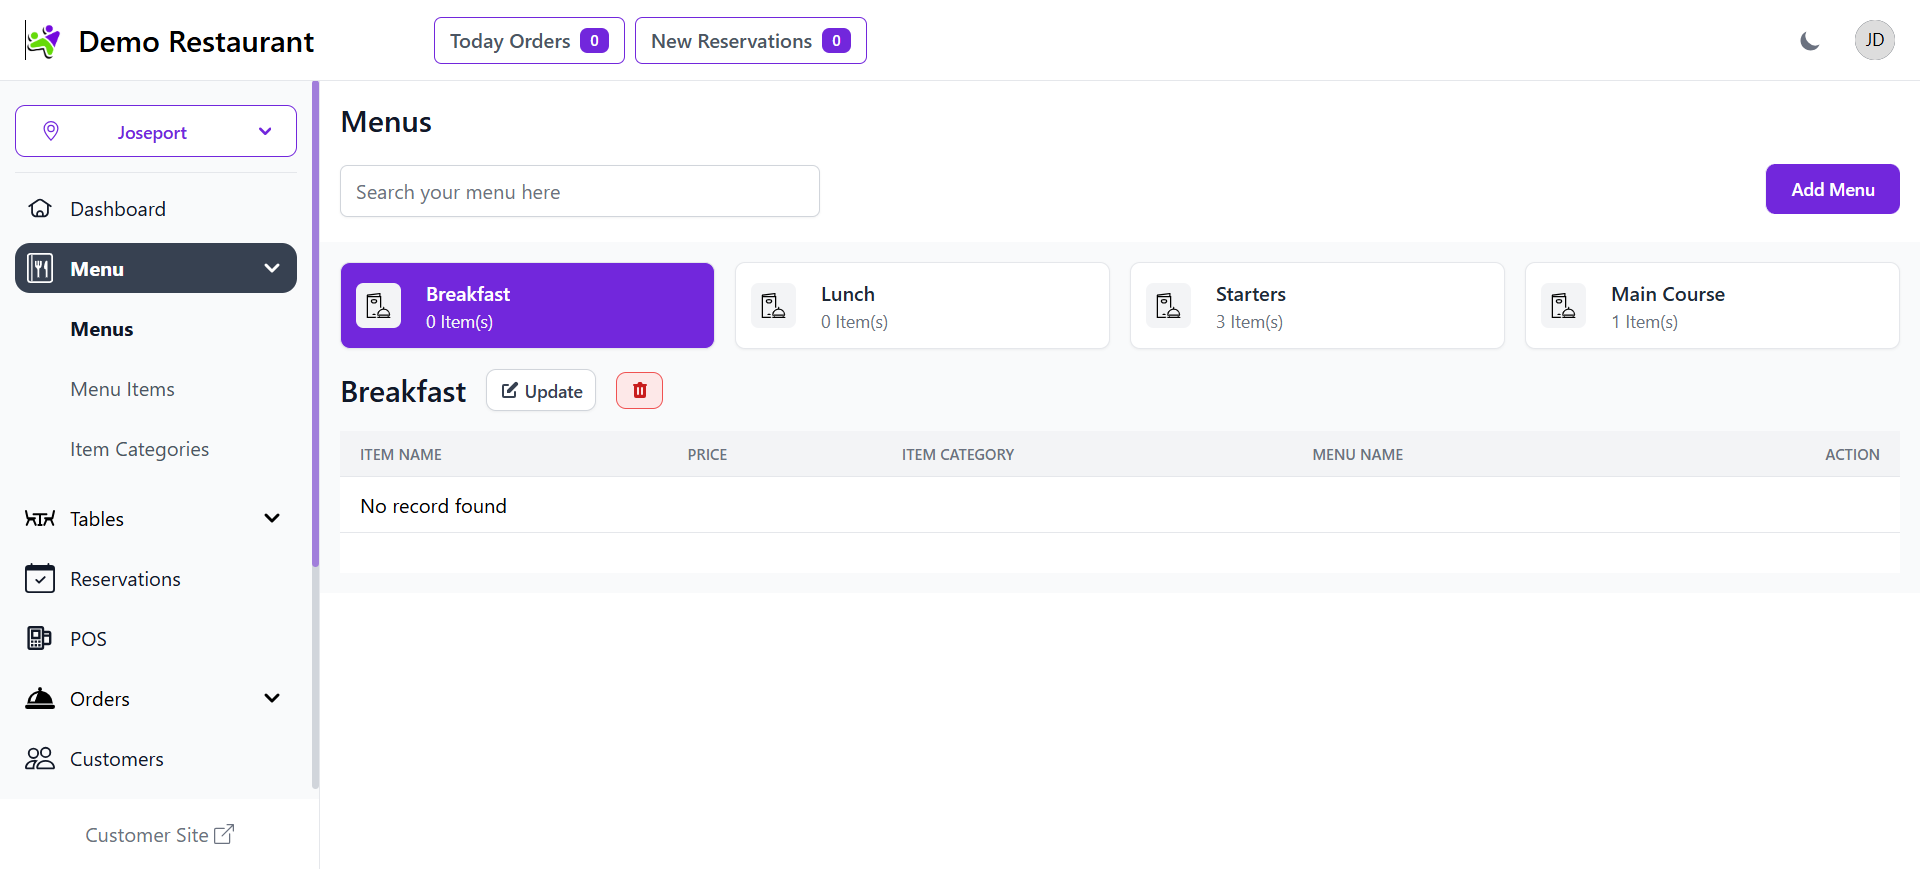 Demo Restaurant
Today Orders 0
New Reservations 0
JD
Joseport
Dashboard
Menu
Menus
Menu Items
Item Categories
Tables
Reservations
POS
Orders
Customers
Customer Site
Menus
Search your menu here
Add Menu
Breakfast
0 Item(s)
Lunch
0 Item(s)
Starters
3 Item(s)
Main Course
1 Item(s)
Breakfast Update
ITEM NAME PRICE ITEM CATEGORY MENU NAME ACTION
No record found